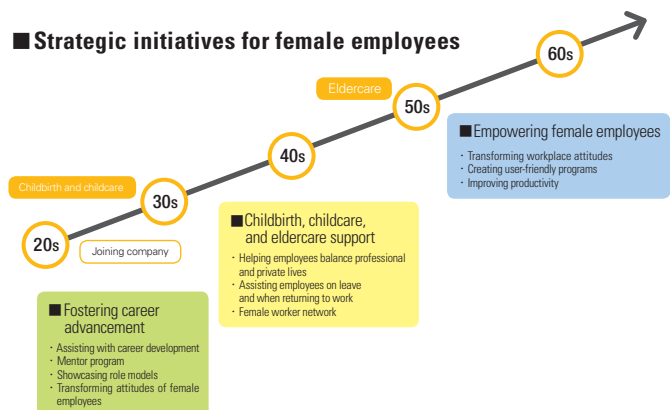 ■Strategic initiatives for female employees
60s
Eldercare
50s
40s
Childbirth and childcare
30s
20s
Joining company
■Empowering female employees
・Transforming workplace attitudes
・Creating user-friendly programs
・Improving productivity
■Childbirth, childcare,
and eldercare support
・Helping employees balance professional
and private lives
・Assisting employees on leave
and when returning to work
・Female worker network
■Fostering career
advancement
・Assisting with career development
・Mentor program
・Showcasing role models
・Transforming attitudes of female
employees